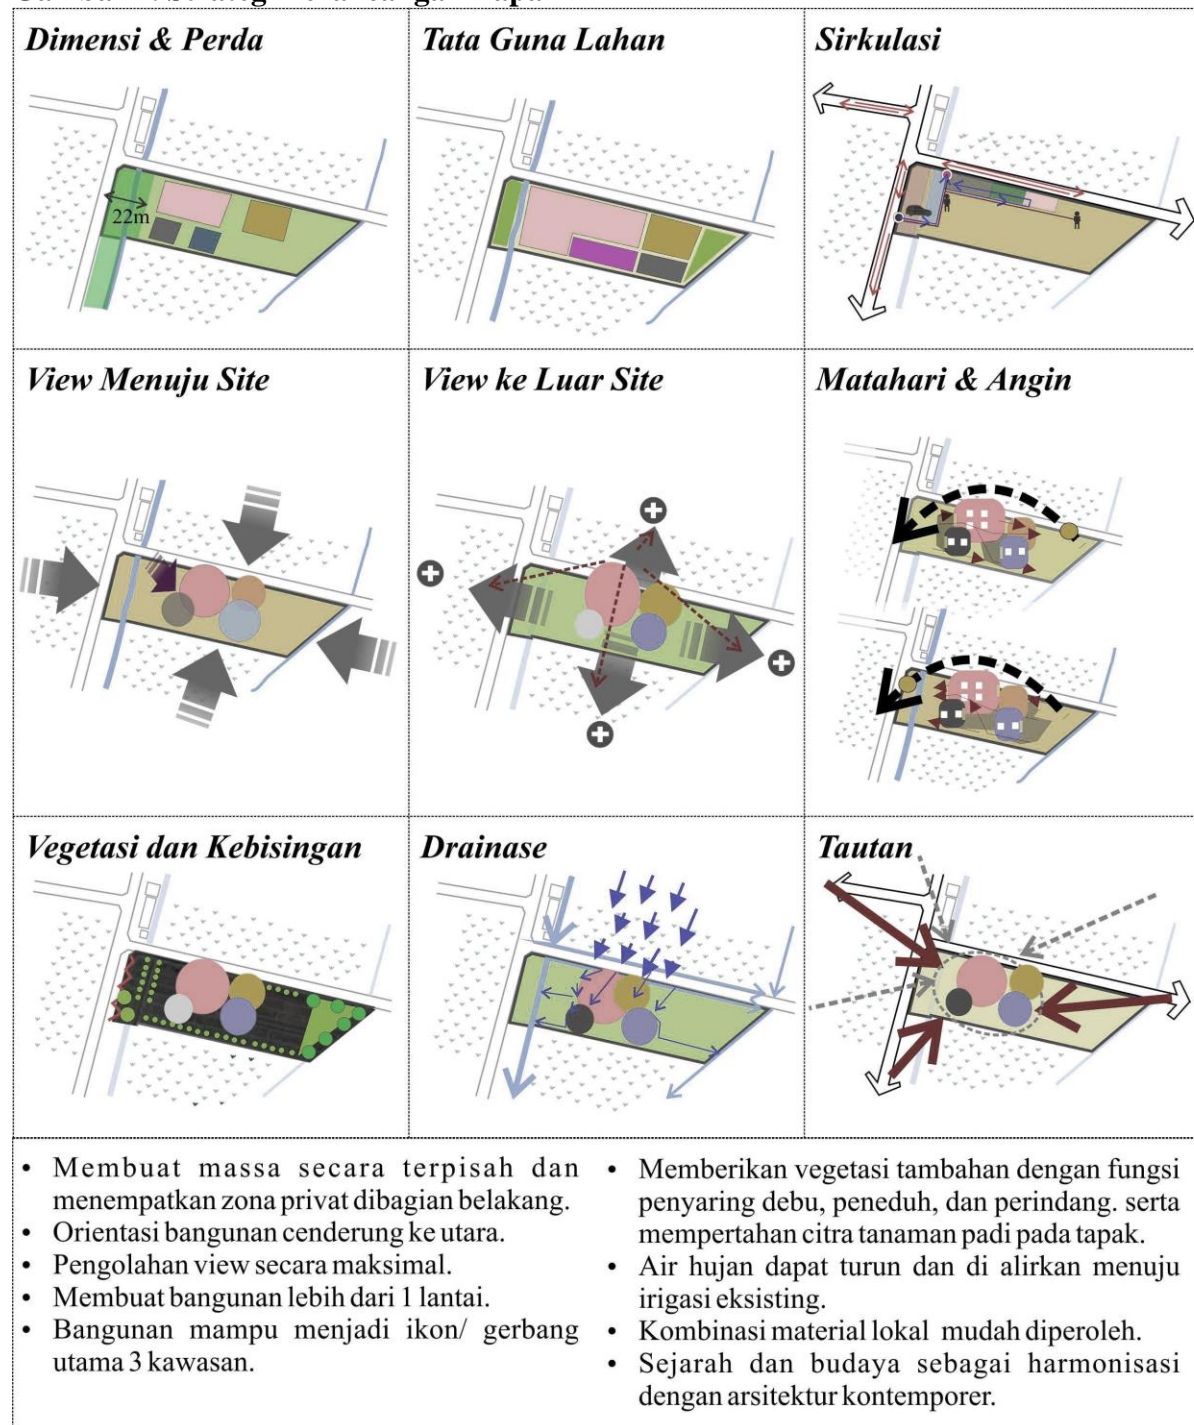 Dimensi & Perda
Tata Guna Lahan
Sirkulasi
22m
View Menuju Site
View ke Luar Site
Matahari & Angin
Vegetasi dan Kebisingan
Drainase
Tautan
• Membuat massa secara terpisah dan
menempatkan zona privat dibagian belakang.
• Orientasi bangunan cenderung ke utara.
• Pengolahan view secara maksimal.
• Membuat bangunan lebih dari 1 lantai.
• Bangunan mampu menjadi ikon/ gerbang
utama 3 kawasan.
• Memberikan vegetasi tambahan dengan fungsi
penyaring debu, peneduh, dan perindang. serta
mempertahan citra tanaman padi pada tapak.
• Air hujan dapat turun dan di alirkan menuju
irigasi eksisting.
• Kombinasi material lokal mudah diperoleh.
• Sejarah dan budaya sebagai harmonisasi
dengan arsitektur kontemporer.